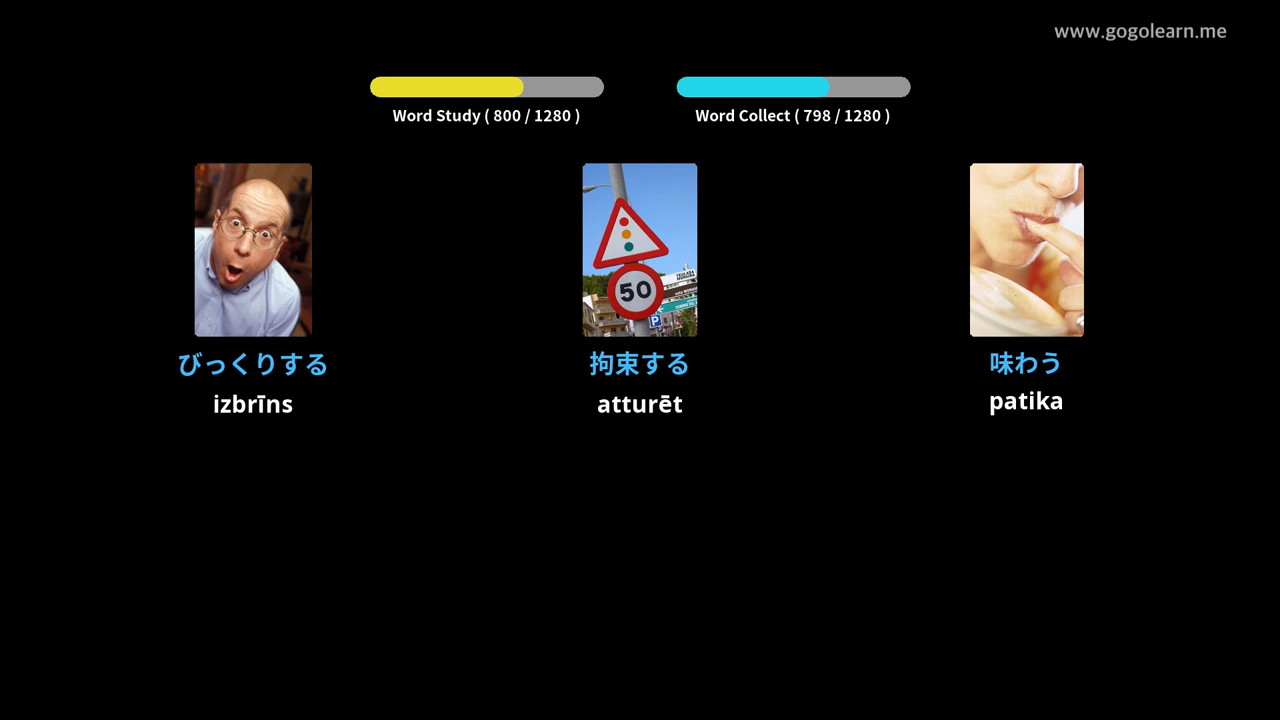 www.gogolearn.me
Word Study ( 800 / 1280 )
Word Collect ( 798 / 1280 )
50
P
びっくりする
拘束する
味わう
izbrīns
atturēt
patika